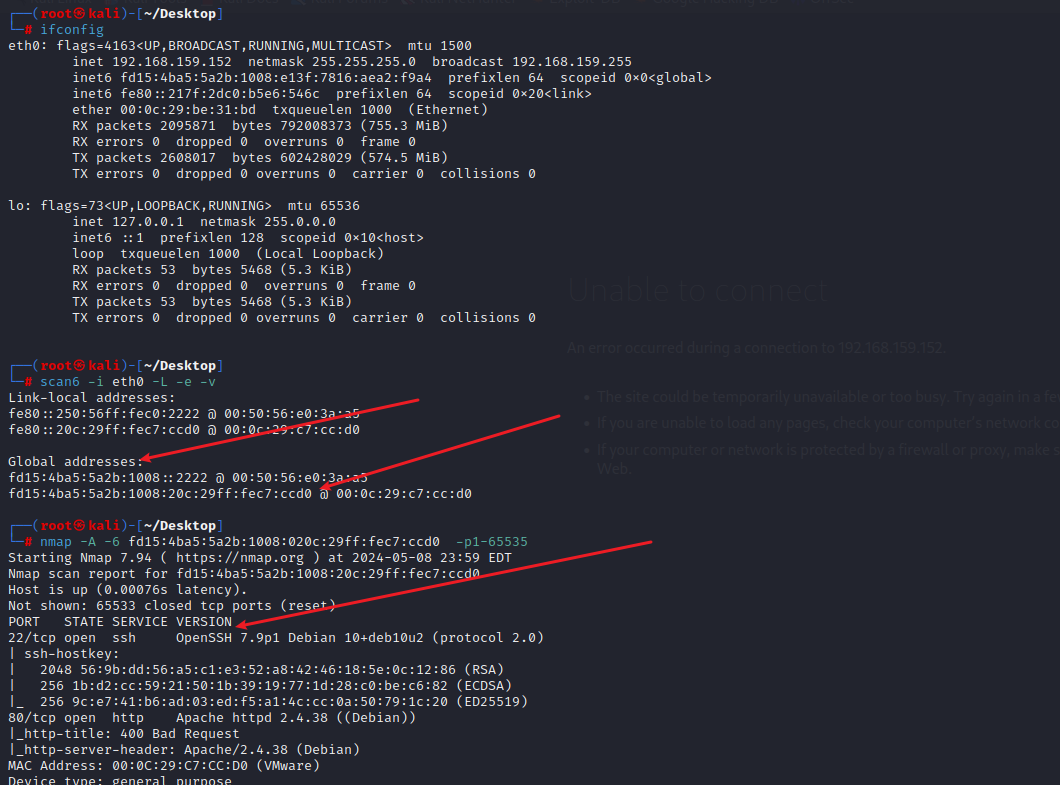 ┌──(root㉿kali)-[~/Desktop]
└─# ifconfig
eth0: flags=4163<UP,BROADCAST,RUNNING,MULTICAST>  mtu 1500
        inet 192.168.159.152  netmask 255.255.255.0  broadcast 192.168.159.255
        inet6 fd15:4ba5:5a2b:1008:e13f:7816:aea2:f9a4  prefixlen 64  scopeid 0×0<global>
        inet6 fe80::217f:2dc0:b5e6:546c  prefixlen 64  scopeid 0×20<link>
        ether 00:0c:29:be:31:bd  txqueuelen 1000  (Ethernet)
        RX packets 2095871  bytes 792008373 (755.3 MiB)
        RX errors 0  dropped 0  overruns 0  frame 0
        TX packets 2608017  bytes 602428029 (574.5 MiB)
        TX errors 0  dropped 0 overruns 0  carrier 0  collisions 0

lo: flags=73<UP,LOOPBACK,RUNNING>  mtu 65536
        inet 127.0.0.1  netmask 255.0.0.0
        inet6 ::1  prefixlen 128  scopeid 0×10<host>
        loop  txqueuelen 1000  (Local Loopback)
        RX packets 53  bytes 5468 (5.3 KiB)
        RX errors 0  dropped 0  overruns 0  frame 0
        TX packets 53  bytes 5468 (5.3 KiB)
        TX errors 0  dropped 0 overruns 0  carrier 0  collisions 0

┌──(root㉿kali)-[~/Desktop]
└─# scan6 -i eth0 -L -e -v
Link-local addresses:
fe80::250:56ff:fec0:2222 @ 00:50:56:e0:3a:a5
fe80::20c:29ff:fec7:ccd0 @ 00:0c:29:c7:cc:d0

Global addresses:
fd15:4ba5:5a2b:1008::2222 @ 00:50:56:e0:3a:a5
fd15:4ba5:5a2b:1008:20c:29ff:fec7:ccd0 @ 00:0c:29:c7:cc:d0

┌──(root㉿kali)-[~/Desktop]
└─# nmap -A -6 fd15:4ba5:5a2b:1008:020c:29ff:fec7:ccd0  -p1-65535
Starting Nmap 7.94 ( https://nmap.org ) at 2024-05-08 23:59 EDT
Nmap scan report for fd15:4ba5:5a2b:1008:20c:29ff:fec7:ccd0
Host is up (0.00076s latency).
Not shown: 65533 closed tcp ports (reset)
PORT   STATE SERVICE VERSION
22/tcp open  ssh     OpenSSH 7.9p1 Debian 10+deb10u2 (protocol 2.0)
| ssh-hostkey:
|   2048 56:9b:dd:56:a5:c1:e3:52:a8:42:46:18:5e:0c:12:86 (RSA)
|   256 1b:d2:cc:59:21:50:1b:39:19:77:1d:28:c0:be:c6:82 (ECDSA)
|_  256 9c:e7:41:b6:ad:03:ed:f5:a1:4c:cc:0a:50:79:1c:20 (ED25519)
80/tcp open  http    Apache httpd 2.4.38 ((Debian))
|_http-title: 400 Bad Request
|_http-server-header: Apache/2.4.38 (Debian)
MAC Address: 00:0C:29:C7:CC:D0 (VMware)
Device type: general purpose
Unable to connect
An error occurred during a connection to 192.168.159.152
The site could be temporarily unavailable or too busy. Try again in a few
If you are unable to load any pages, check your computer's network co
If your computer or network is protected by a firewall or proxy, make s
Web.